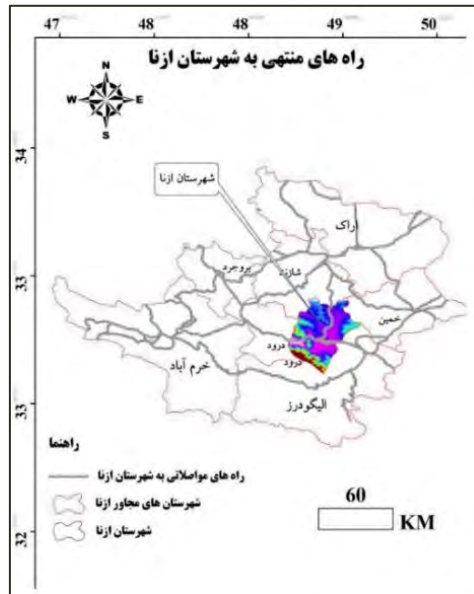 47 48 48 49 50
راه های منتهی به شهرستان ازنا
N
W E
S
34
شهرستان ازنا
اراک
33
بروجرد
شازند
خمین
درود
درود
خرم آباد
الیگودرز
33
راهنما
راه های مواصلاتی به شهرستان ازنا
شهرستان های مجاور ازنا
شهرستان ازنا
60
KM
32